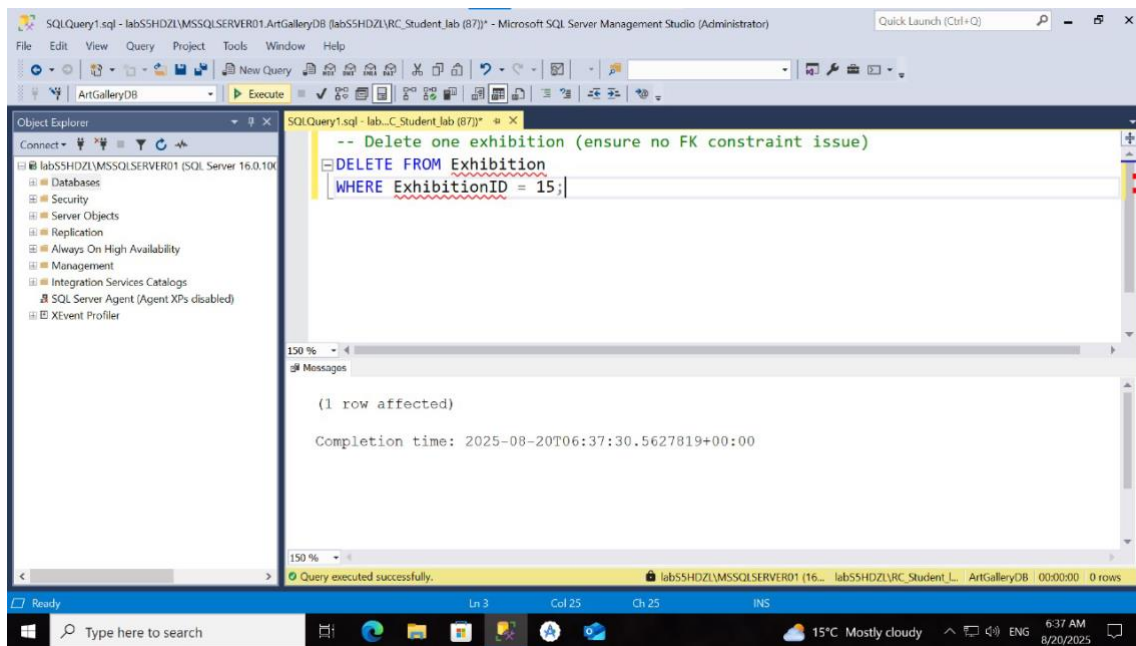 SQLQuery1.sql - labS5HDZL\MSSQLSERVER01.ArtGalleryDB (labS5HDZL\RC_Student_lab (87))* - Microsoft SQL Server Management Studio (Administrator)
Quick Launch (Ctrl+Q)
File Edit View Query Project Tools Window Help
New Query
ArtGalleryDB
Execute
Object Explorer
SQLQuery1.sql - lab...C_Student_lab (87))*
Connect
labS5HDZL\MSSQLSERVER01 (SQL Server 16.0.10
Databases
Security
Server Objects
Replication
Always On High Availability
Management
Integration Services Catalogs
SQL Server Agent (Agent XPs disabled)
XEvent Profiler
-- Delete one exhibition (ensure no FK constraint issue)
DELETE FROM Exhibition
WHERE ExhibitionID = 15;
150 %
Messages
(1 row affected)
Completion time: 2025-08-20T06:37:30.5627819+00:00
150 %
Query executed successfully.
labS5HDZL\MSSQLSERVER01 (16... labS5HDZL\RC_Student_l... ArtGalleryDB 00:00:00 0 rows
Ready
Ln 3 Col 25 Ch 25 INS
Type here to search
15°C Mostly cloudy
ENG
6:37 AM
8/20/2025